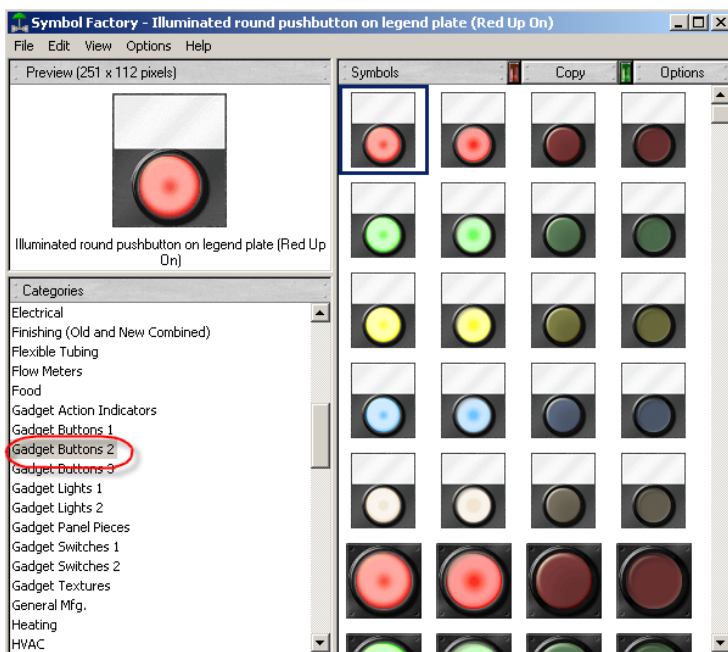 Symbol Factory - Illuminated round pushbutton on legend plate (Red Up On)
File Edit View Options Help
Preview (251 x 112 pixels)
Illuminated round pushbutton on legend plate (Red Up
On)
Categories
Electrical
Finishing (Old and New Combined)
Flexible Tubing
Flow Meters
Food
Gadget Action Indicators
Gadget Buttons 1
Gadget Buttons 2
Gadget Buttons 3
Gadget Lights 1
Gadget Lights 2
Gadget Panel Pieces
Gadget Switches 1
Gadget Switches 2
Gadget Textures
General Mfg.
Heating
HVAC
Symbols Copy Options